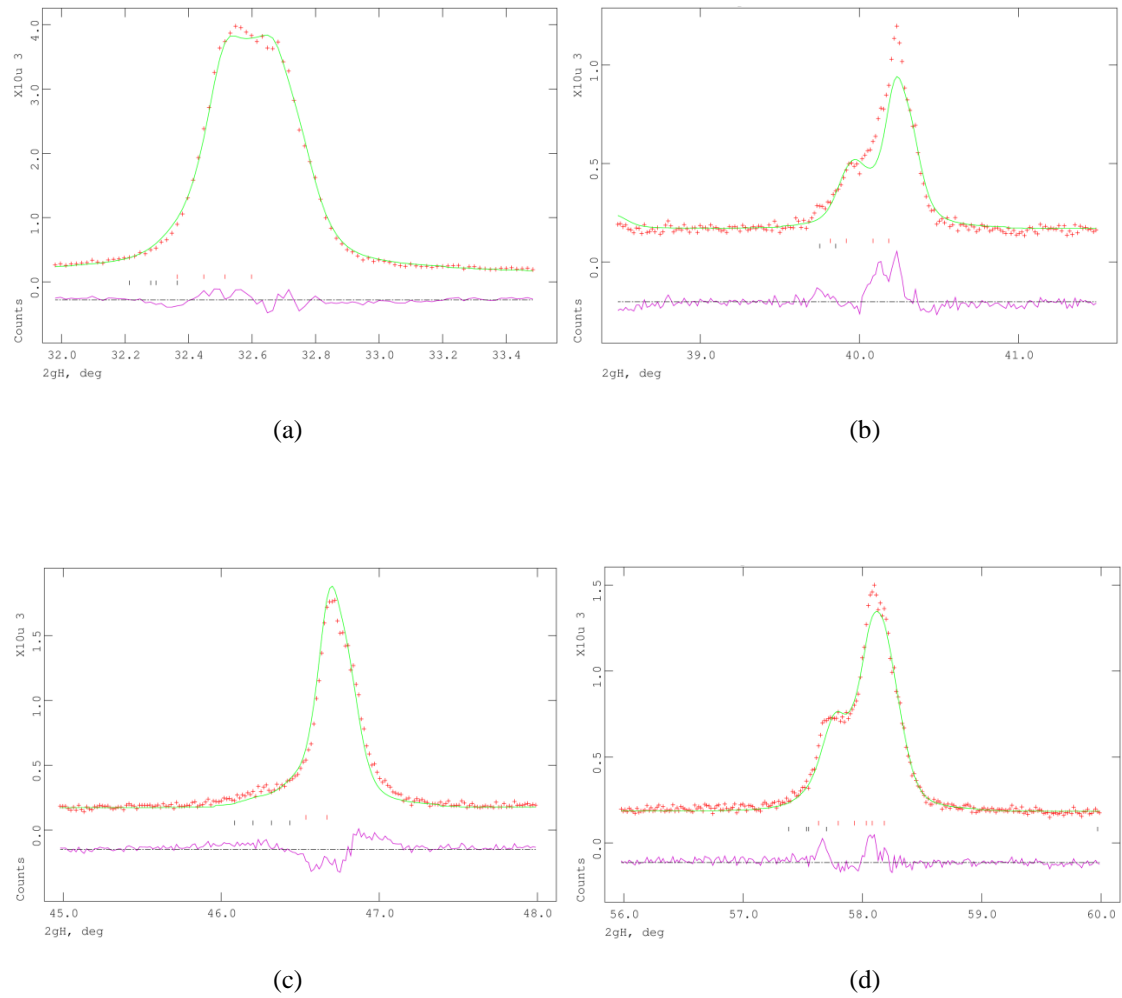 X10u 3
4.0
3.0
2.0
1.0
0.0
Counts
32.0 32.2 32.4 32.6 32.8 33.0 33.2 33.4
2gH, deg
(a)
X10u 3
1.0
0.5
0.0
Counts
39.0 40.0 41.0
2gH, deg
(b)
X10u 3
1.5
1.0
0.5
0.0
Counts
45.0 46.0 47.0 48.0
2gH, deg
(c)
X10u 3
1.5
1.0
0.5
0.0
Counts
56.0 57.0 58.0 59.0 60.0
2gH, deg
(d)